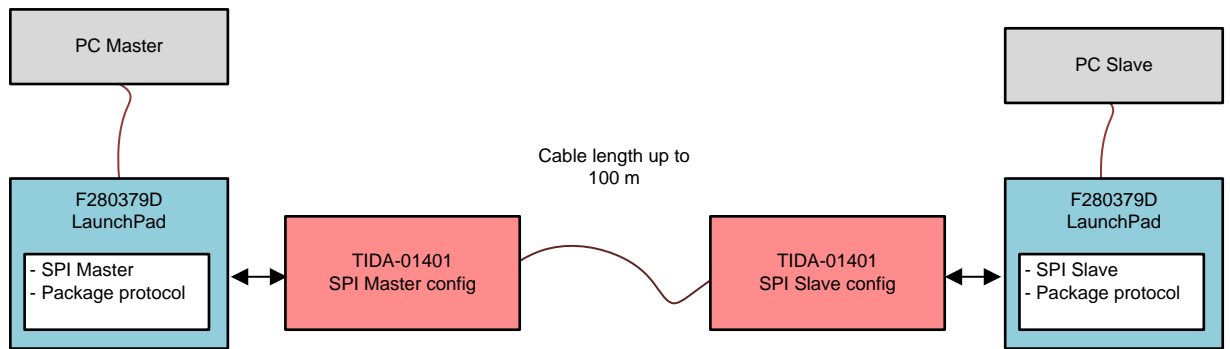 PC Master
PC Slave
Cable length up to
100 m
F280379D
LaunchPad
- SPI Master
- Package protocol
TIDA-01401
SPI Master config
TIDA-01401
SPI Slave config
F280379D
LaunchPad
- SPI Slave
- Package protocol